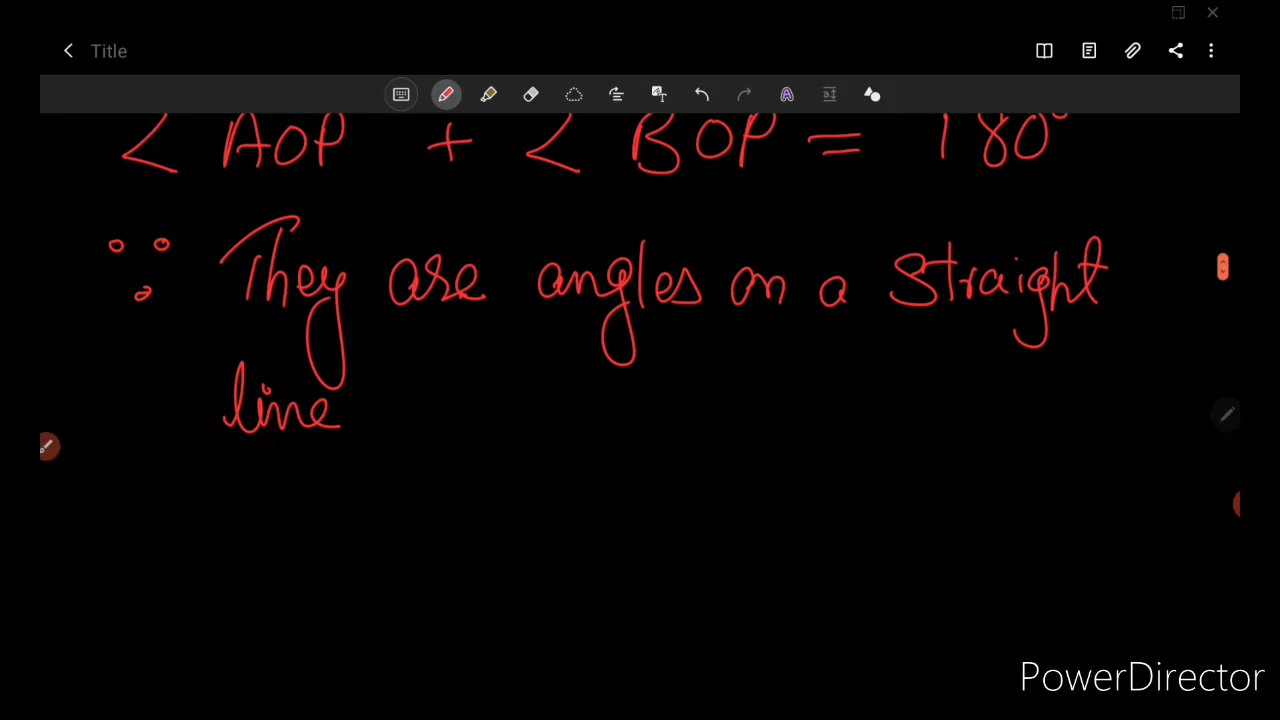 Title
∠ AOP + ∠ BOP = 180°
∵ They are angles on a straight
line
PowerDirector